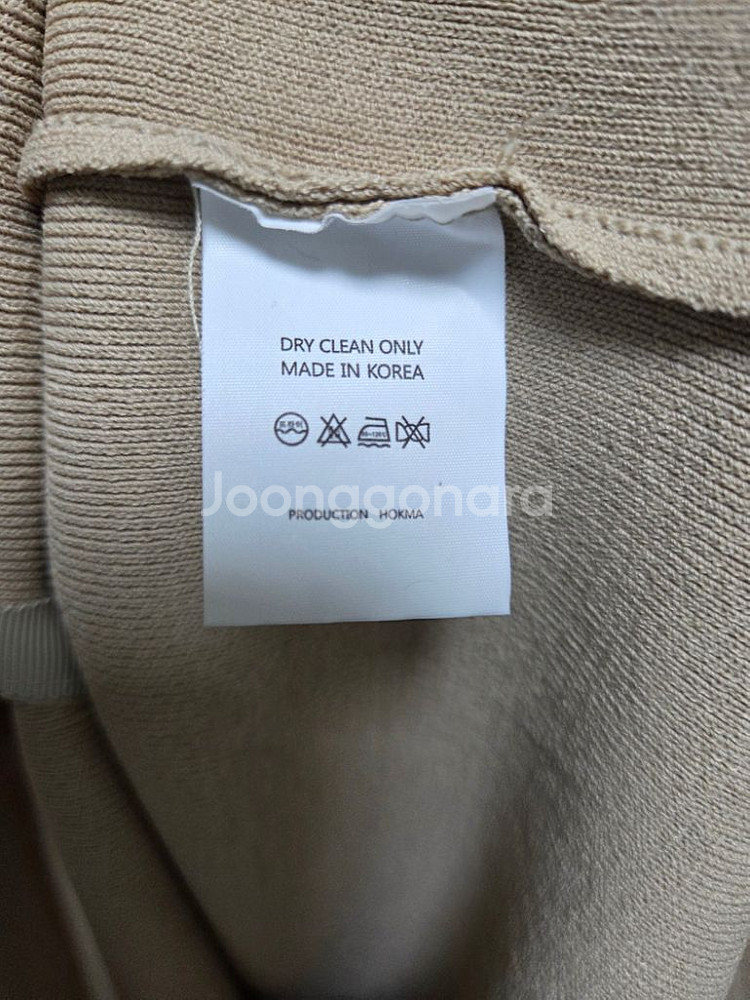 DRY CLEAN ONLY
MADE IN KOREA
PRODUCTION HOKMA
Joonggonara